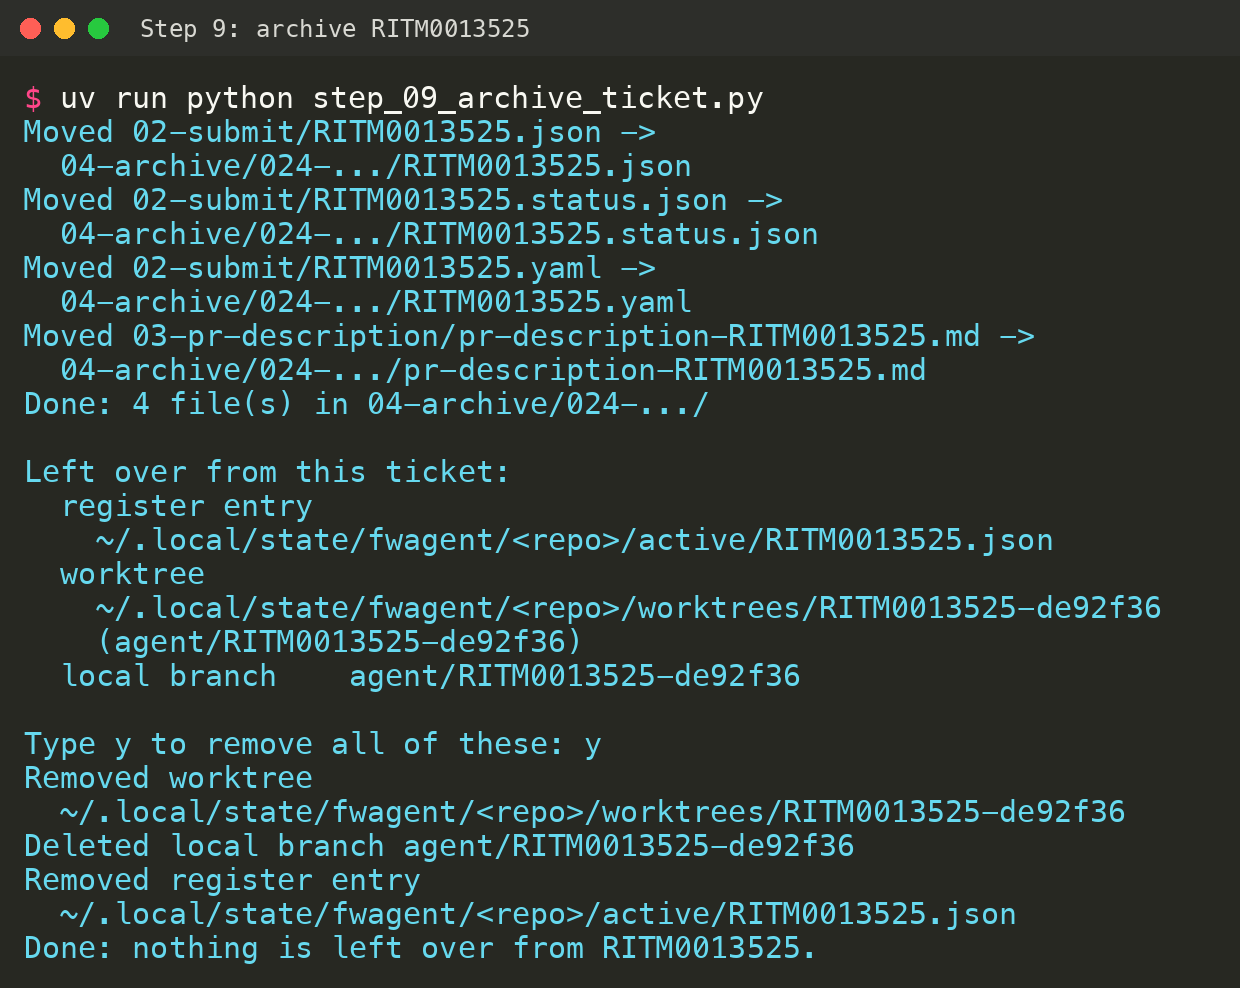 Step 9: archive RITM0013525
$ uv run python step_09_archive_ticket.py
Moved 02-submit/RITM0013525.json ->
  04-archive/024-.../RITM0013525.json
Moved 02-submit/RITM0013525.status.json ->
  04-archive/024-.../RITM0013525.status.json
Moved 02-submit/RITM0013525.yaml ->
  04-archive/024-.../RITM0013525.yaml
Moved 03-pr-description/pr-description-RITM0013525.md ->
  04-archive/024-.../pr-description-RITM0013525.md
Done: 4 file(s) in 04-archive/024-.../

Left over from this ticket:
  register entry
    ~/.local/state/fwagent/<repo>/active/RITM0013525.json
  worktree
    ~/.local/state/fwagent/<repo>/worktrees/RITM0013525-de92f36
    (agent/RITM0013525-de92f36)
  local branch    agent/RITM0013525-de92f36

Type y to remove all of these: y
Removed worktree
  ~/.local/state/fwagent/<repo>/worktrees/RITM0013525-de92f36
Deleted local branch agent/RITM0013525-de92f36
Removed register entry
  ~/.local/state/fwagent/<repo>/active/RITM0013525.json
Done: nothing is left over from RITM0013525.